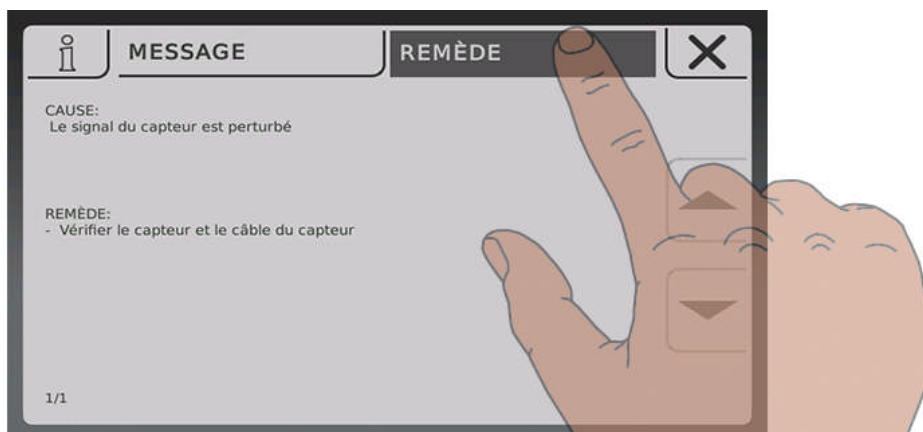 MESSAGE
REMÈDE
CAUSE:
Le signal du capteur est perturbé
REMÈDE:
- Vérifier le capteur et le câble du capteur
1/1